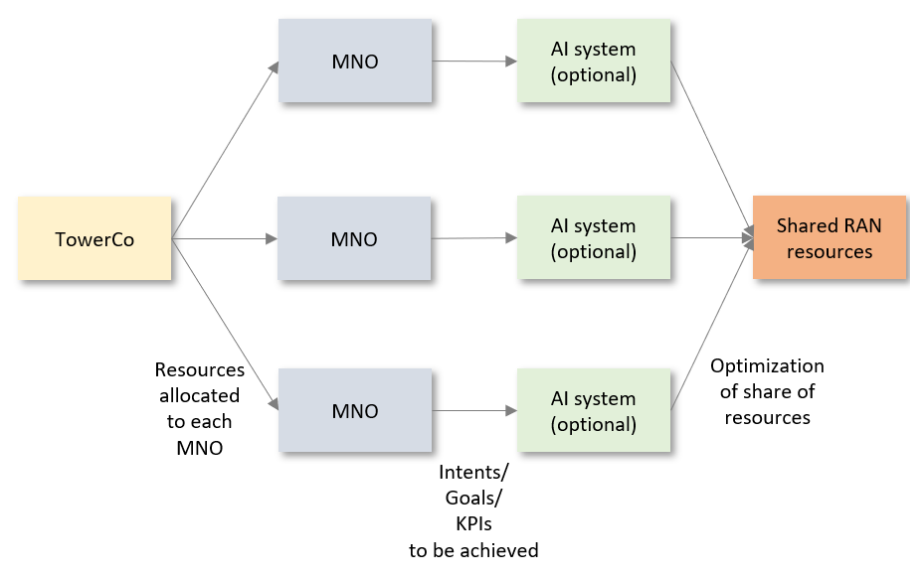 MNO
AI system
(optional)
TowerCo
MNO
AI system
(optional)
Shared RAN
resources
Resources
allocated
to each
MNO
MNO
AI system
(optional)
Optimization
of share of
resources
Intents/
Goals/
KPIs
to be achieved